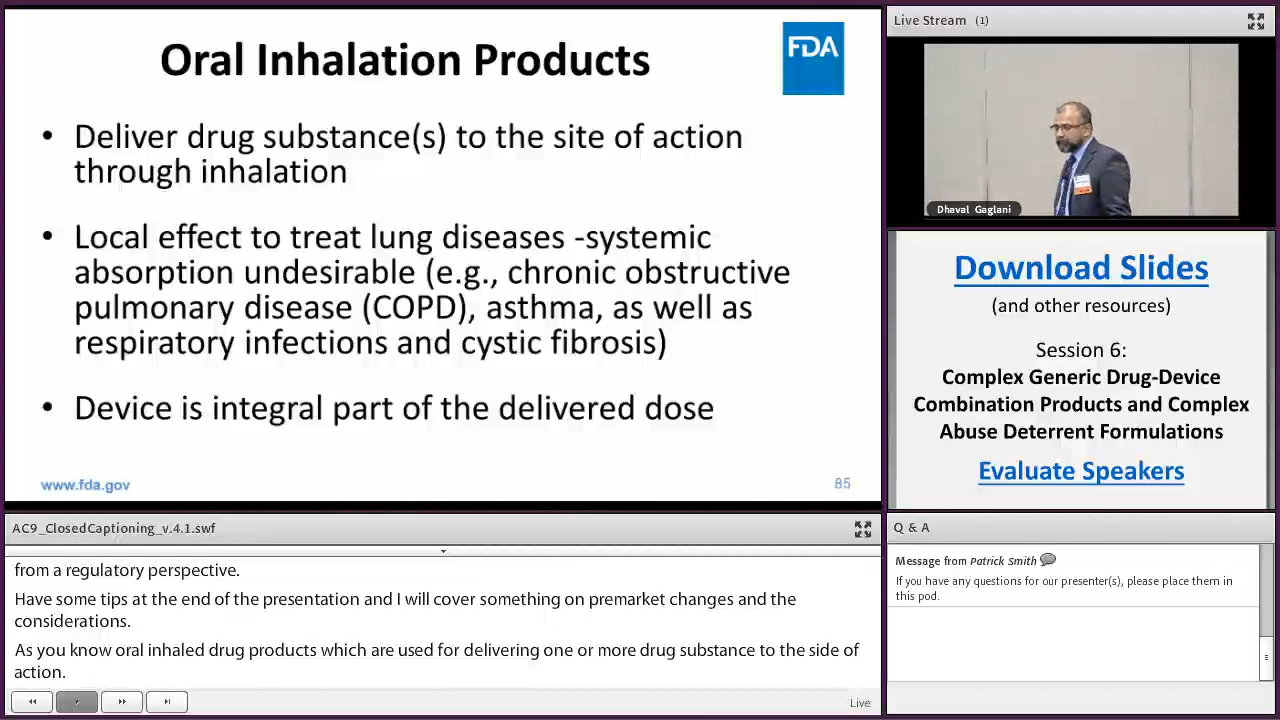 Oral Inhalation Products
FDA
• Deliver drug substance(s) to the site of action
through inhalation
• Local effect to treat lung diseases -systemic
absorption undesirable (e.g., chronic obstructive
pulmonary disease (COPD), asthma, as well as
respiratory infections and cystic fibrosis)
• Device is integral part of the delivered dose
www.fda.gov
85
Live Stream (1)
Dhaval Gaglani
Download Slides
(and other resources)
Session 6:
Complex Generic Drug-Device
Combination Products and Complex
Abuse Deterrent Formulations
Evaluate Speakers
AC9_ClosedCaptioning_v.4.1.swf
from a regulatory perspective.
Have some tips at the end of the presentation and I will cover something on premarket changes and the
considerations.
As you know oral inhaled drug products which are used for delivering one or more drug substance to the side of
action.
Live
Q & A
Message from Patrick Smith
If you have any questions for our presenter(s), please place them in
this pod.